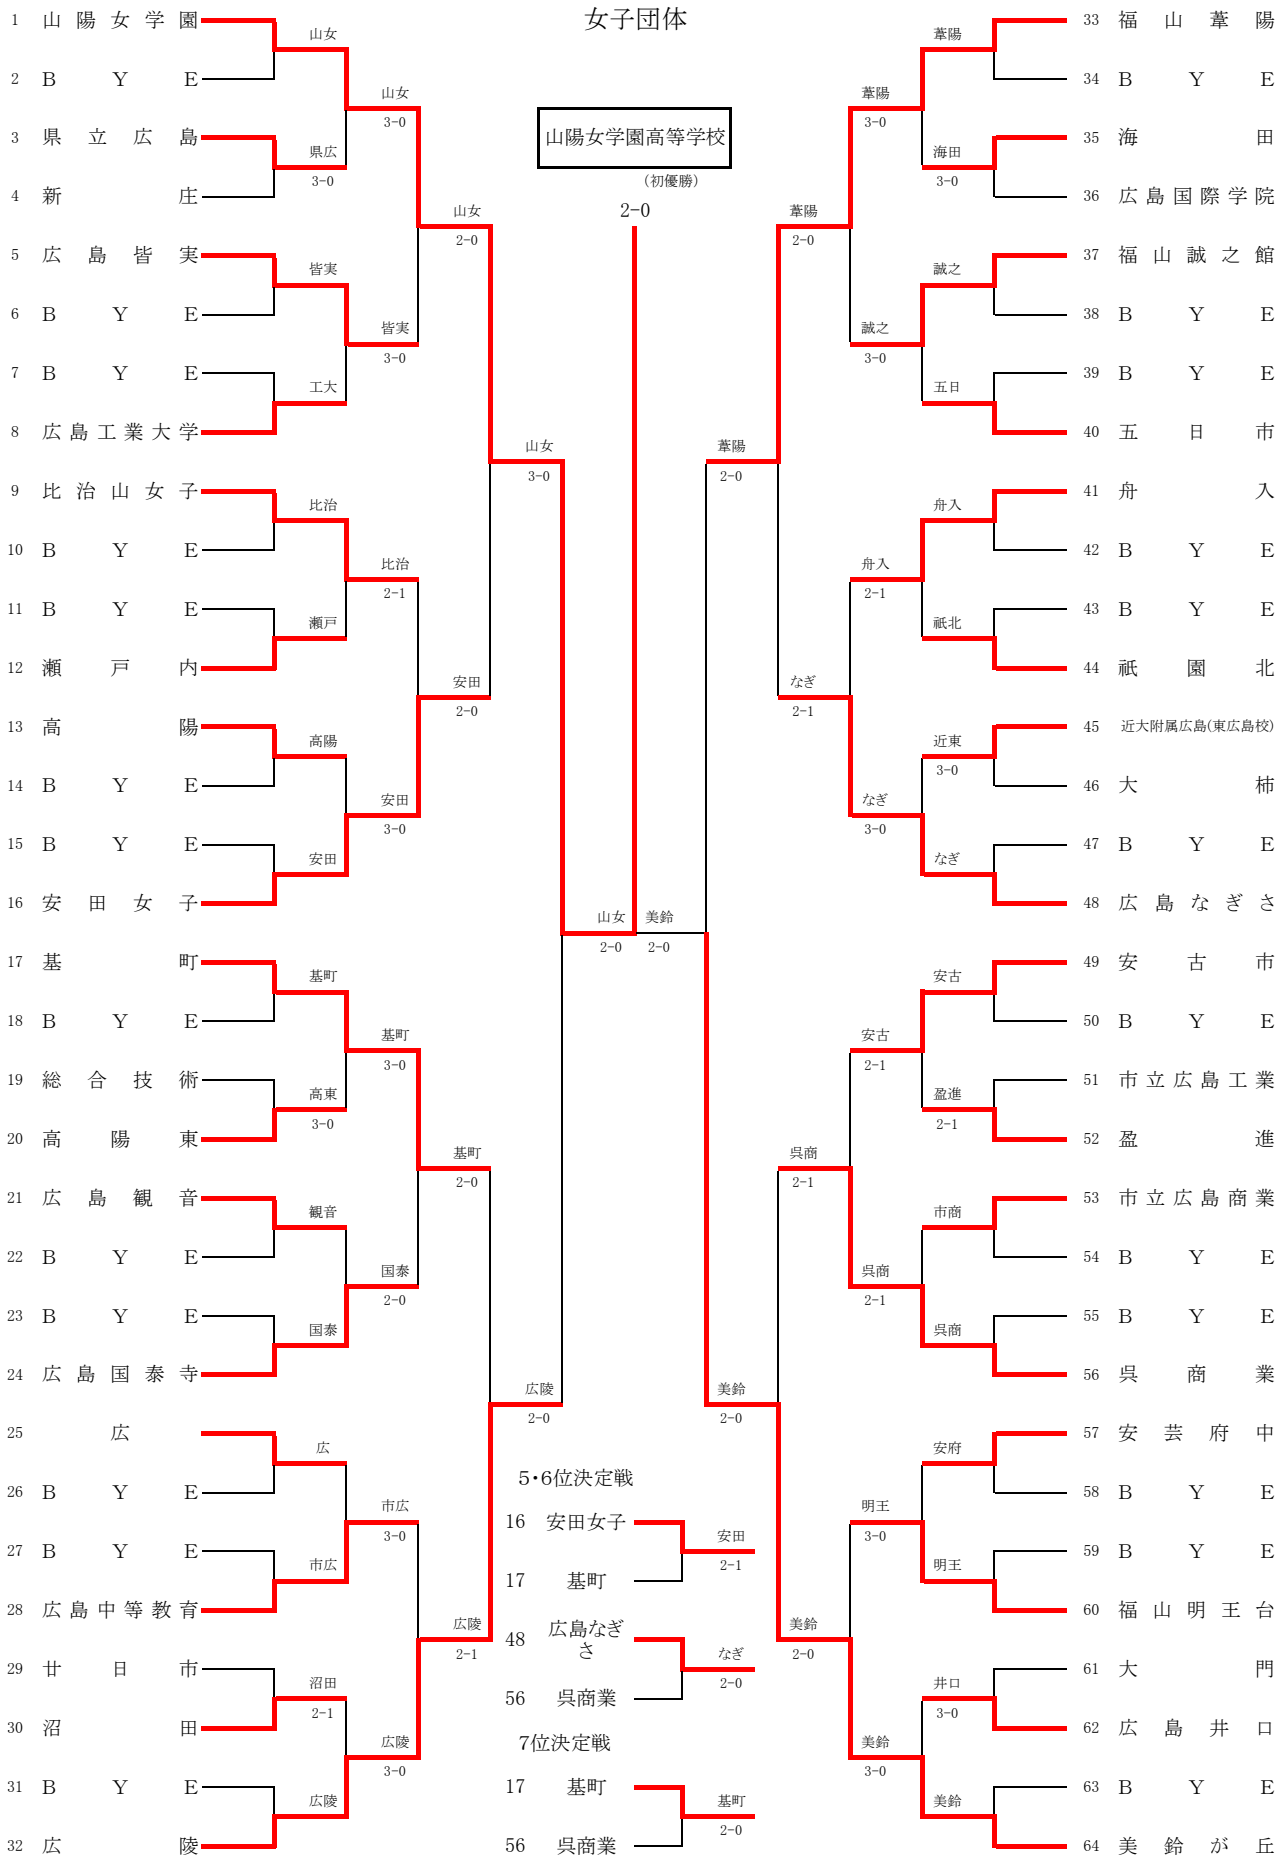 女子団体
山陽女学園高等学校
(初優勝)
2-0
1 山陽女学園
2 BYE
3 県立広島
4 新庄
5 広島皆実
6 BYE
7 BYE
8 広島工業大学
9 比治山女子
10 BYE
11 BYE
12 瀬戸内
13 高陽
14 BYE
15 BYE
16 安田女子
17 基町
18 BYE
19 総合技術
20 高陽東
21 広島観音
22 BYE
23 BYE
24 広島国泰寺
25 広
26 BYE
27 BYE
28 広島中等教育
29 廿日市
30 沼田
31 BYE
32 広陵
山女
県広
3-0
皆実
工大
比治
瀬戸
高陽
安田
基町
高東
3-0
観音
国泰
広
市広
沼田
2-1
広陵
山女
3-0
皆実
3-0
比治
2-1
安田
3-0
基町
3-0
国泰
2-0
市広
3-0
広陵
3-0
山女
2-0
安田
2-0
基町
2-0
広陵
2-1
山女
3-0
広陵
2-0
山女
2-0
美鈴
2-0
葦陽
2-0
美鈴
2-0
葦陽
2-0
なぎ
2-1
呉商
2-1
美鈴
2-0
葦陽
3-0
誠之
3-0
舟入
2-1
なぎ
3-0
安古
2-1
呉商
2-1
明王
3-0
美鈴
3-0
葦陽
海田
3-0
誠之
五日
舟入
祇北
近東
3-0
なぎ
安古
盈進
2-1
市商
呉商
安府
明王
井口
3-0
美鈴
33 福山葦陽
34 BYE
35 海田
36 広島国際学院
37 福山誠之館
38 BYE
39 BYE
40 五日市
41 舟入
42 BYE
43 BYE
44 祇園北
45 近大附属広島(東広島校)
46 大柿
47 BYE
48 広島なぎさ
49 安古市
50 BYE
51 市立広島工業
52 盈進
53 市立広島商業
54 BYE
55 BYE
56 呉商業
57 安芸府中
58 BYE
59 BYE
60 福山明王台
61 大門
62 広島井口
63 BYE
64 美鈴が丘
5・6位決定戦
16 安田女子
17 基町
安田
2-1
48 広島なぎ
さ
56 呉商業
なぎ
2-0
7位決定戦
17 基町
56 呉商業
基町
2-0